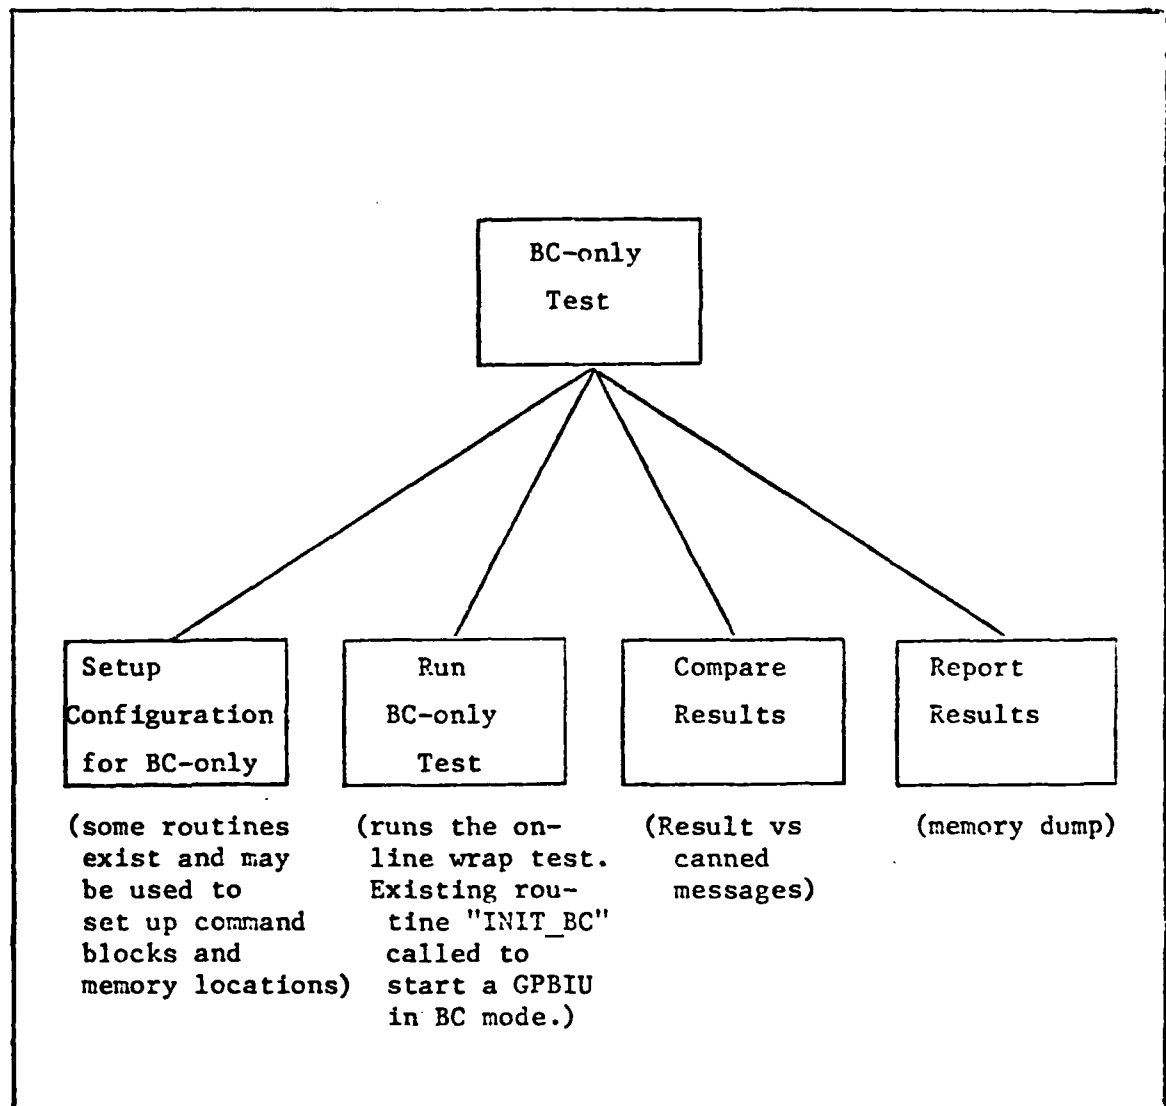 BC-only
Test
Setup
Configuration
for BC-only
Run
BC-only
Test
Compare
Results
Report
Results
(some routines
exist and may
be used to
set up command
blocks and
memory locations)
(runs the on-
line wrap test.
Existing rou-
tine "INIT_BC"
called to
start a GPBIU
in BC mode.)
(Result vs
canned
messages)
(memory dump)